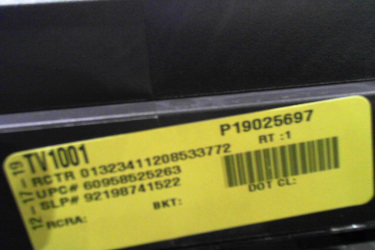 P19025697
TV1001 RT :1
RCTR 01323411208533772
UPC# 60958525263
SLP# 92198741522
BKT: DOT CL:
RCRA:
12-17-19